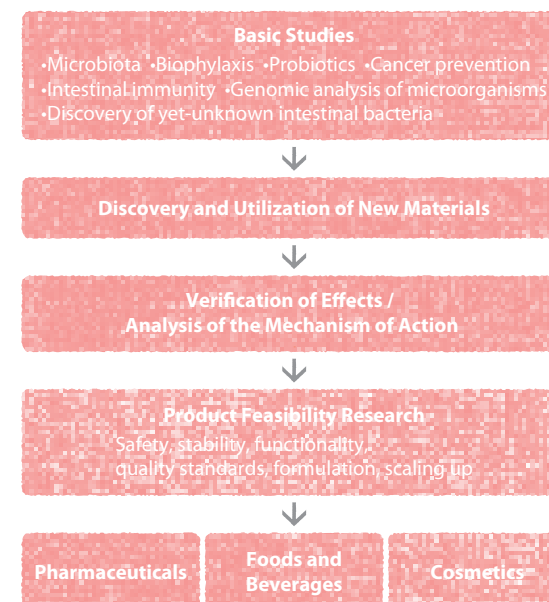 Basic Studies
•Microbiota •Biophylaxis •Probiotics •Cancer prevention
•Intestinal immunity •Genomic analysis of microorganisms
•Discovery of yet-unknown intestinal bacteria
Discovery and Utilization of New Materials
Verification of Effects /
Analysis of the Mechanism of Action
Product Feasibility Research
Safety, stability, functionality,
quality standards, formulation, scaling up
Pharmaceuticals
Foods and
Beverages
Cosmetics